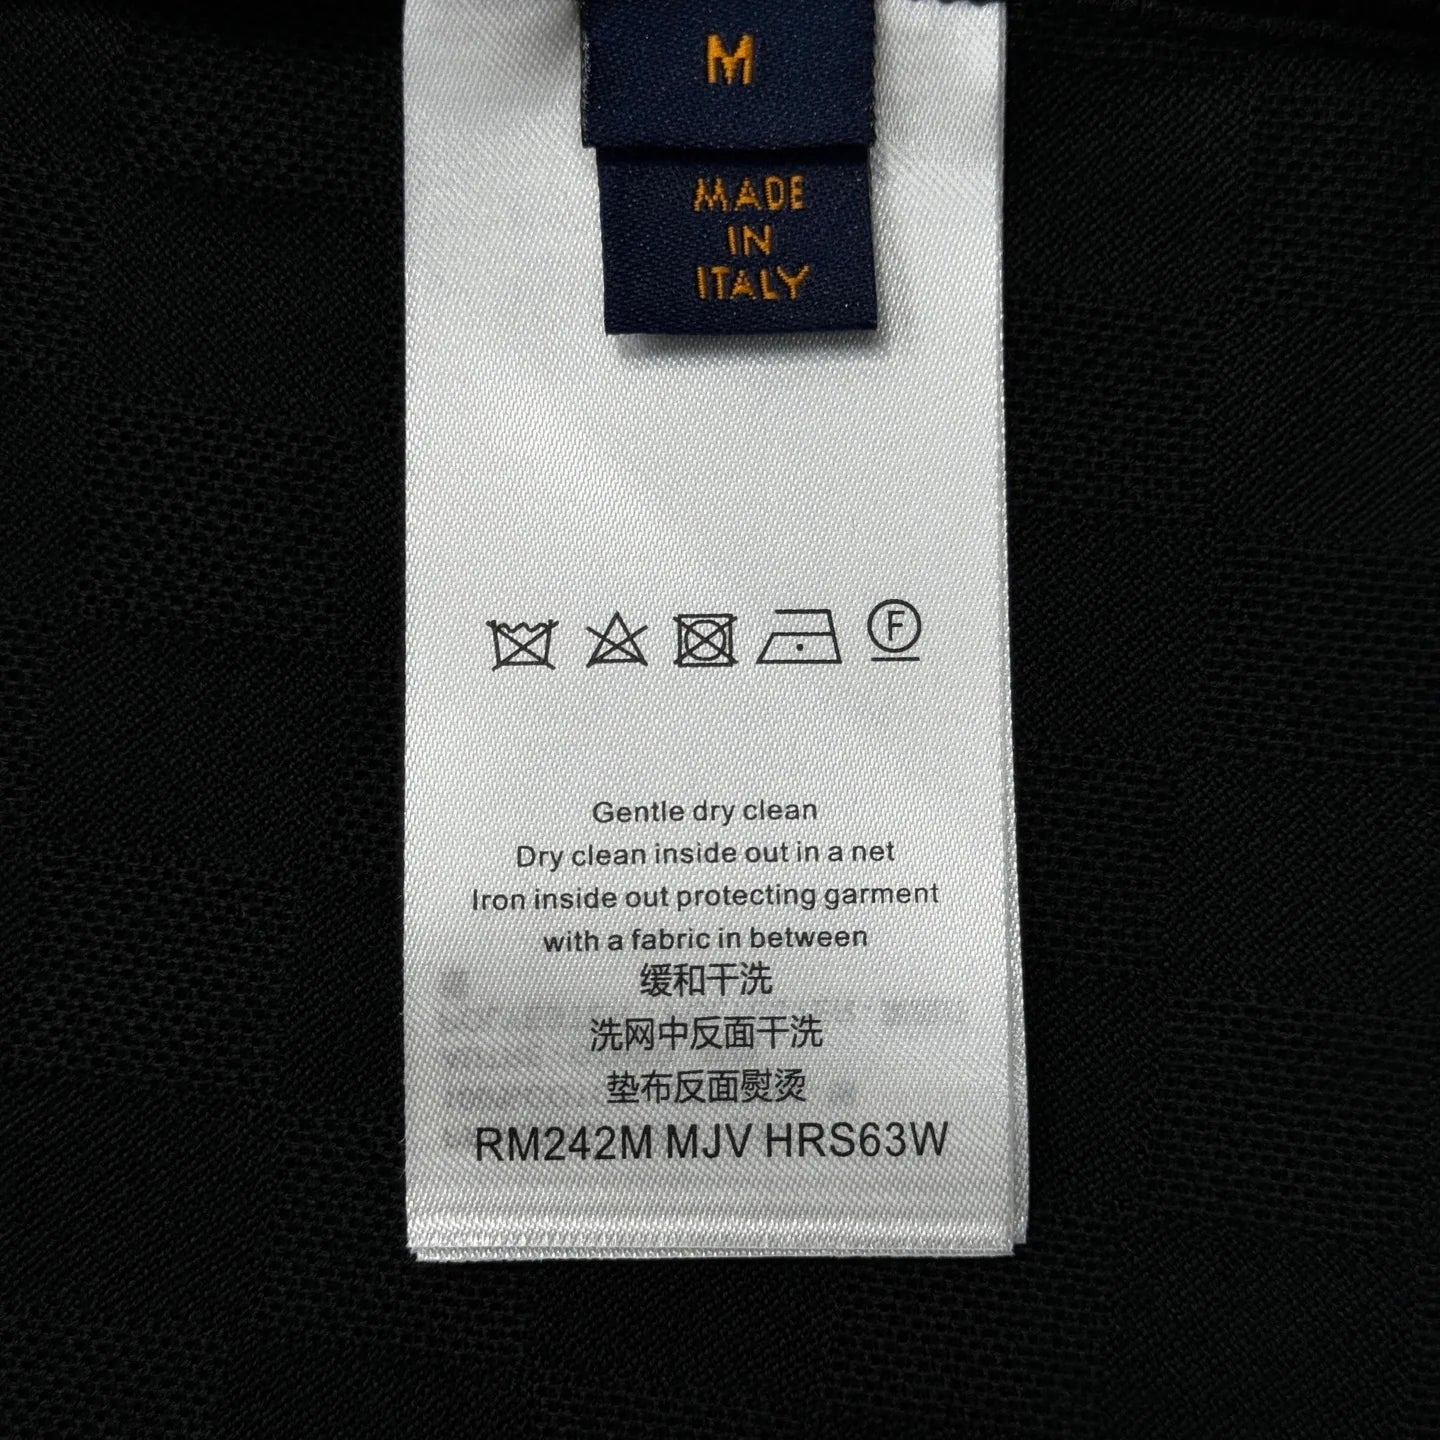 M
MADE
IN
ITALY
F
Gentle dry clean
Dry clean inside out in a net
Iron inside out protecting garment
with a fabric in between
缓和干洗
洗网中反面干洗
垫布反面熨烫
RM242M MJV HRS63W